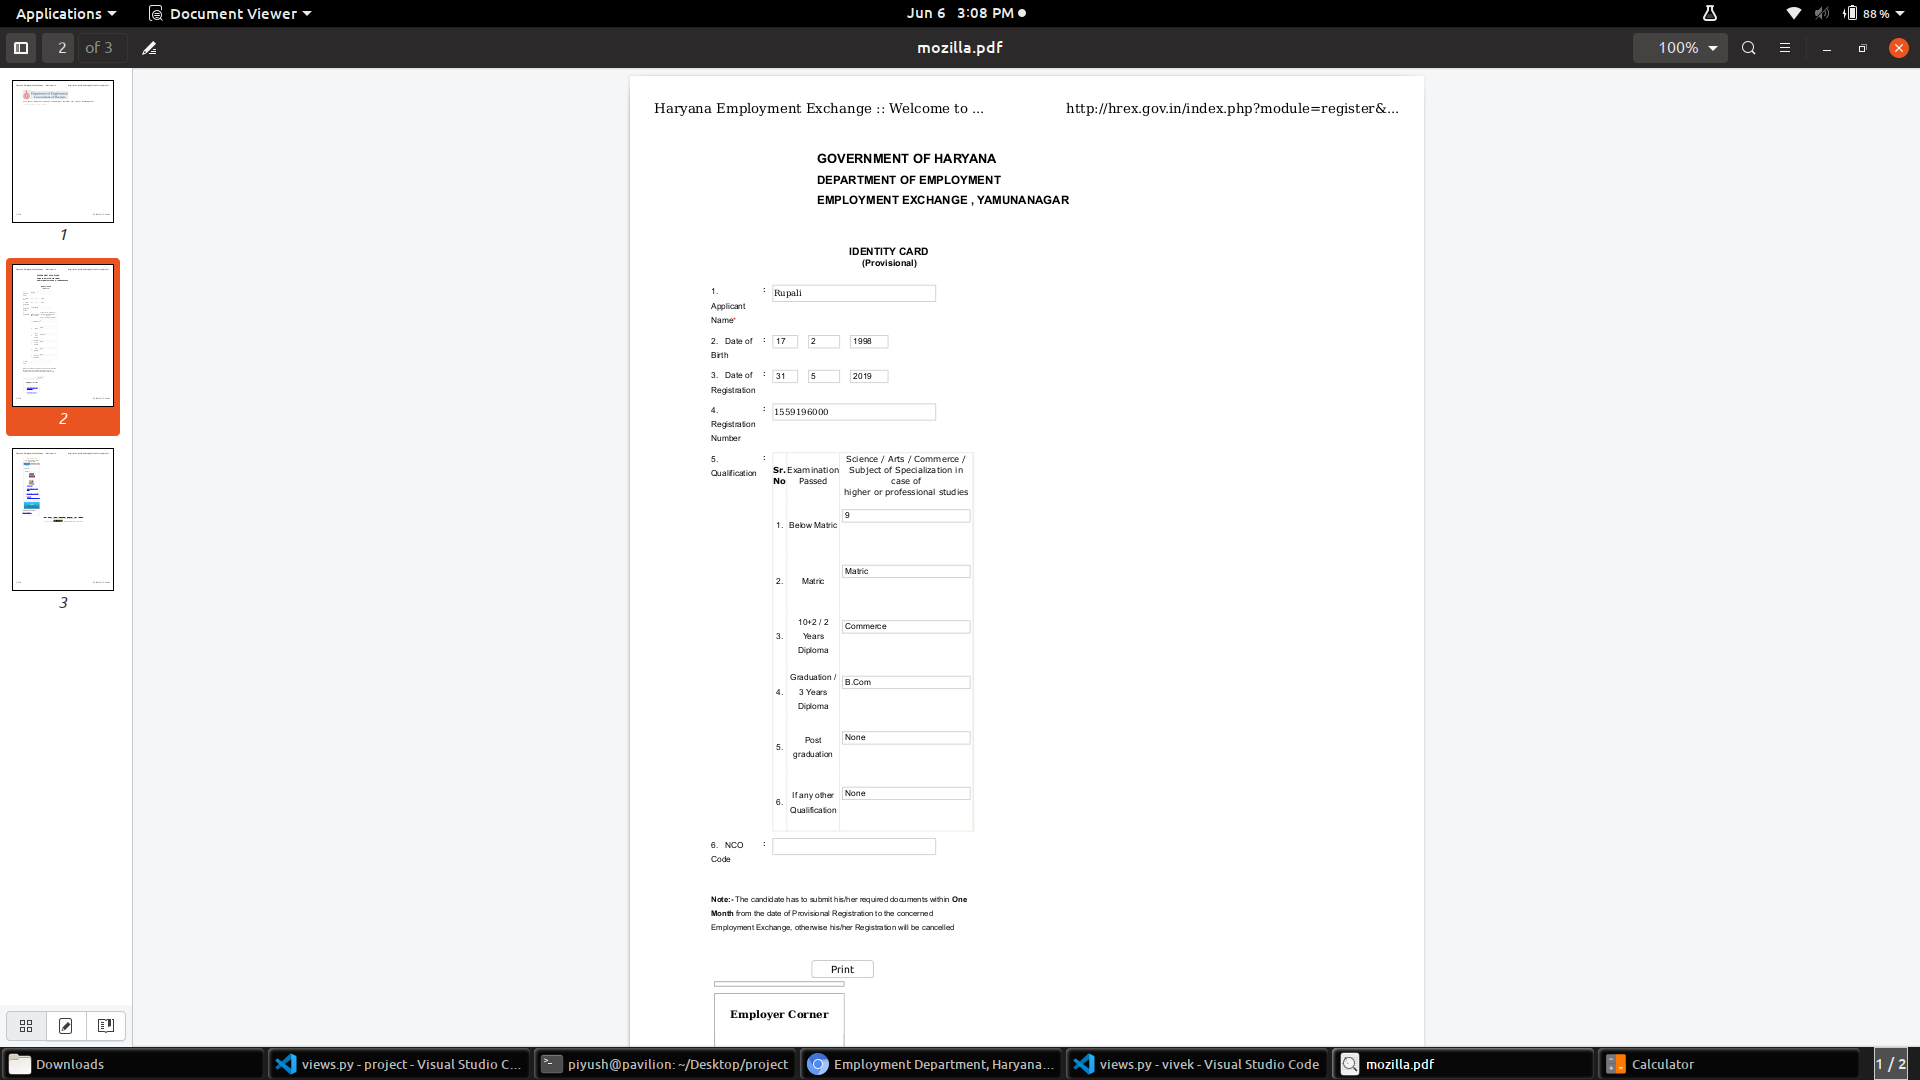 Applications
Document Viewer
Jun 6 3:08 PM
88 %
2 of 3
mozilla.pdf
100%
1
2
3
Haryana Employment Exchange :: Welcome to ...
http://hrex.gov.in/index.php?module=register&...
GOVERNMENT OF HARYANA
DEPARTMENT OF EMPLOYMENT
EMPLOYMENT EXCHANGE , YAMUNANAGAR
IDENTITY CARD
(Provisional)
1. : Rupali
Applicant
Name*
2. Date of : 17 2 1998
Birth
3. Date of : 31 5 2019
Registration
4. : 1559196000
Registration
Number
5. :
Qualification
Sr. No
Examination Passed
Science / Arts / Commerce /
Subject of Specialization in
case of
higher or professional studies
1. Below Matric 9
2. Matric Matric
3. 10+2 / 2 Years Diploma Commerce
4. Graduation / 3 Years Diploma B.Com
5. Post graduation None
6. If any other Qualification None
6. NCO :
Code
Note:- The candidate has to submit his/her required documents within One
Month from the date of Provisional Registration to the concerned
Employment Exchange, otherwise his/her Registration will be cancelled
Print
Employer Corner
Downloads
views.py - project - Visual Studio C...
piyush@pavilion: ~/Desktop/project
Employment Department, Haryana...
views.py - vivek - Visual Studio Code
mozilla.pdf
Calculator
1 / 2